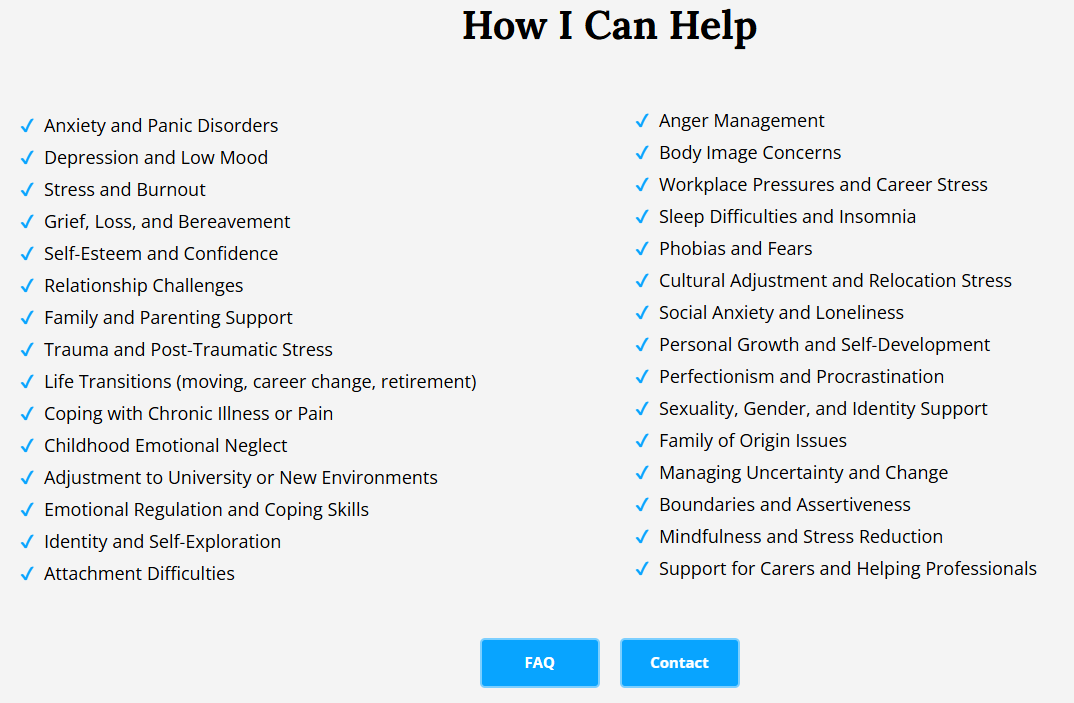 How I Can Help
Anxiety and Panic Disorders
Depression and Low Mood
Stress and Burnout
Grief, Loss, and Bereavement
Self-Esteem and Confidence
Relationship Challenges
Family and Parenting Support
Trauma and Post-Traumatic Stress
Life Transitions (moving, career change, retirement)
Coping with Chronic Illness or Pain
Childhood Emotional Neglect
Adjustment to University or New Environments
Emotional Regulation and Coping Skills
Identity and Self-Exploration
Attachment Difficulties
Anger Management
Body Image Concerns
Workplace Pressures and Career Stress
Sleep Difficulties and Insomnia
Phobias and Fears
Cultural Adjustment and Relocation Stress
Social Anxiety and Loneliness
Personal Growth and Self-Development
Perfectionism and Procrastination
Sexuality, Gender, and Identity Support
Family of Origin Issues
Managing Uncertainty and Change
Boundaries and Assertiveness
Mindfulness and Stress Reduction
Support for Carers and Helping Professionals
FAQ
Contact